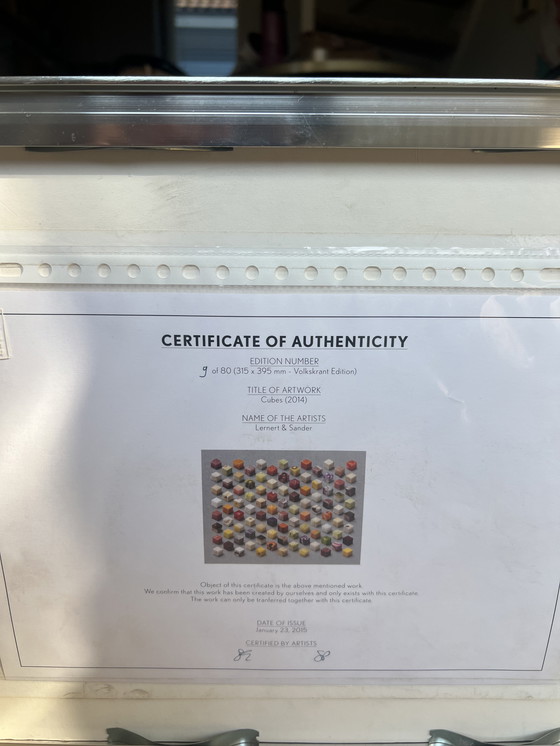 CERTIFICATE OF AUTHENTICITY
EDITION NUMBER
9 of 80 (315 x 395 mm - Volkskrant Edition)
TITLE OF ARTWORK
Cubes (2014)
NAME OF THE ARTISTS
Lernert & Sander
Object of this certificate is the above mentioned work.
We confirm that this work has been created by ourselves and only exists with this certificate.
The work can only be tranferred together with this certificate.
DATE OF ISSUE
January 23, 2015
CERTIFIED BY ARTISTS